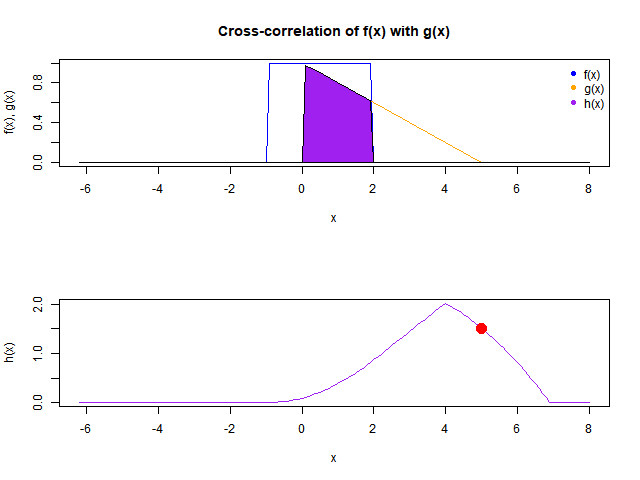 Cross-correlation of f(x) with g(x)
f(x), g(x)
0.8
0.4
0.0
f(x)
g(x)
h(x)
-6 -4 -2 0 2 4 6 8
x
h(x)
2.0
1.0
0.0
-6 -4 -2 0 2 4 6 8
x